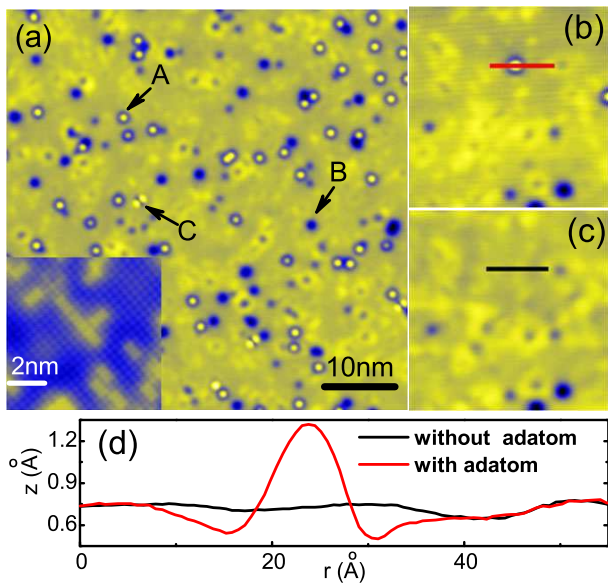 (a)
A
B
C
2nm
10nm
(b)
(c)
(d)
without adatom
with adatom
z (Å)
1.2
0.9
0.6
0
20
40
r (Å)